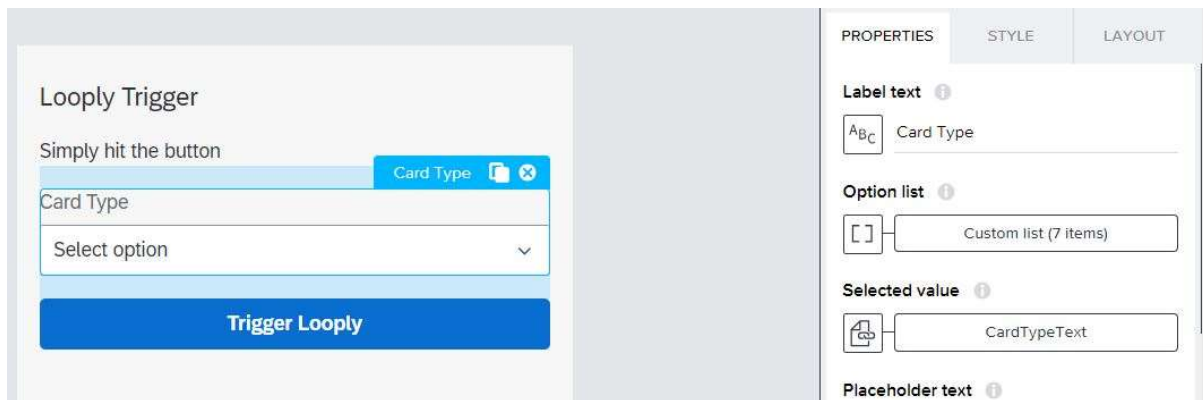 Looply Trigger
Simply hit the button
Card Type
Card Type
Select option
Trigger Looply
PROPERTIES STYLE LAYOUT
Label text
ABC Card Type
Option list
Custom list (7 items)
Selected value
CardTypeText
Placeholder text